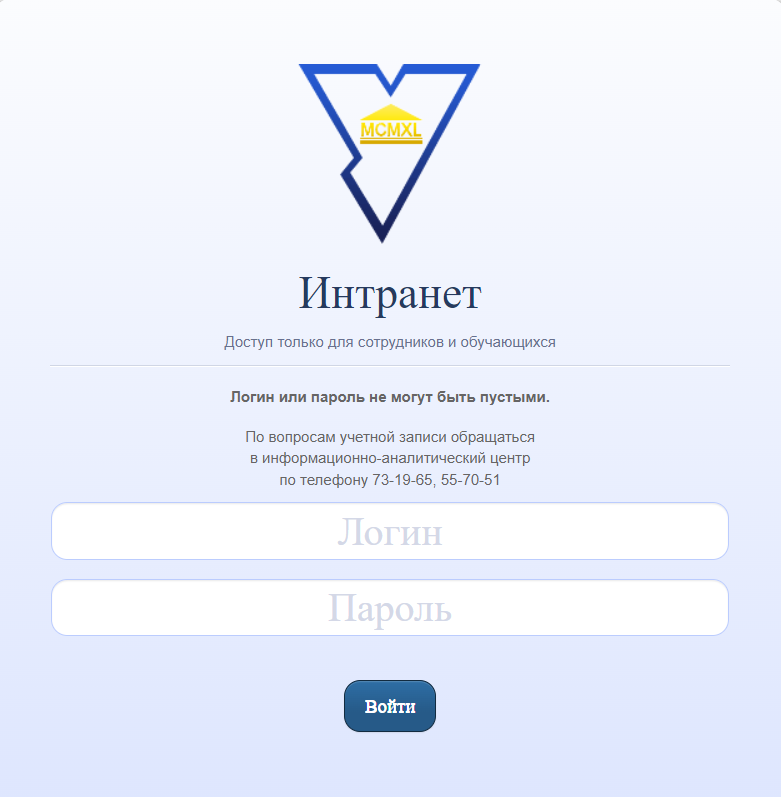 MCMXL
Интранет
Доступ только для сотрудников и обучающихся
Логин или пароль не могут быть пустыми.
По вопросам учетной записи обращаться
в информационно-аналитический центр
по телефону 73-19-65, 55-70-51
Логин
Пароль
Войти